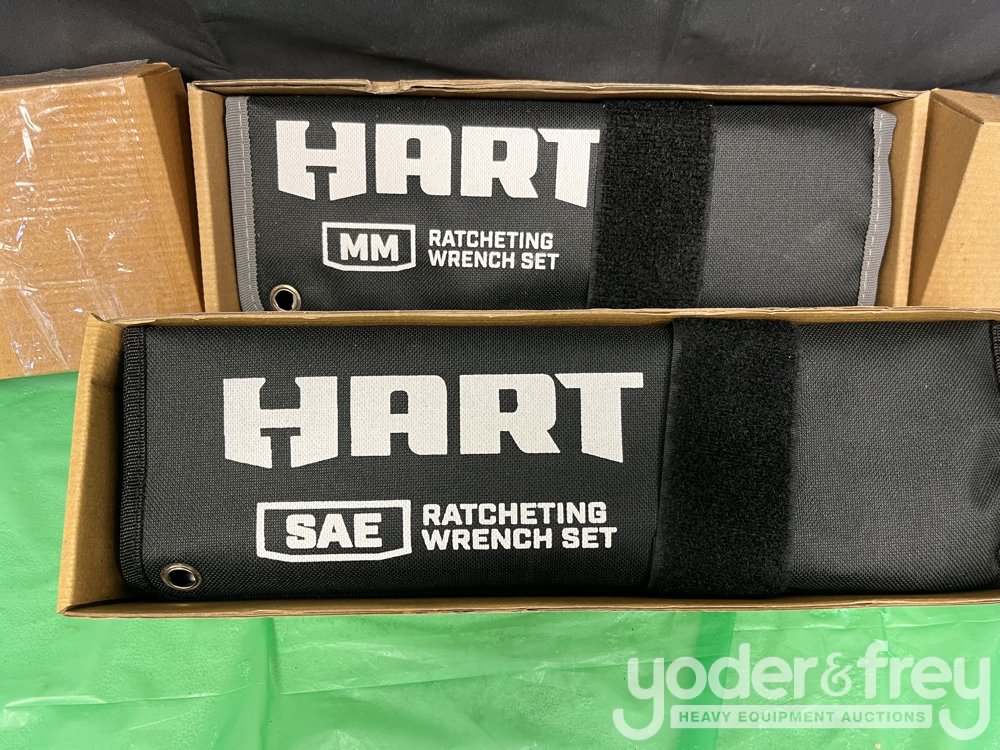 HART
MM
RATCHETING
WRENCH SET
HART
SAE
RATCHETING
WRENCH SET
yoder&frey
HEAVY EQUIPMENT AUCTIONS